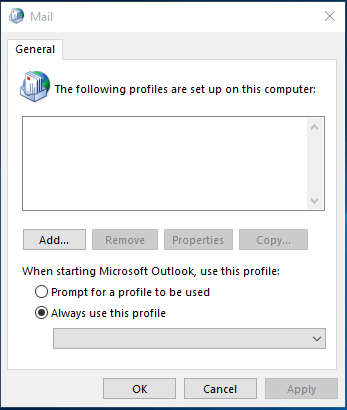 Mail
General
The following profiles are set up on this computer:
Add...
Remove
Properties
Copy...
When starting Microsoft Outlook, use this profile:
Prompt for a profile to be used
Always use this profile
OK
Cancel
Apply